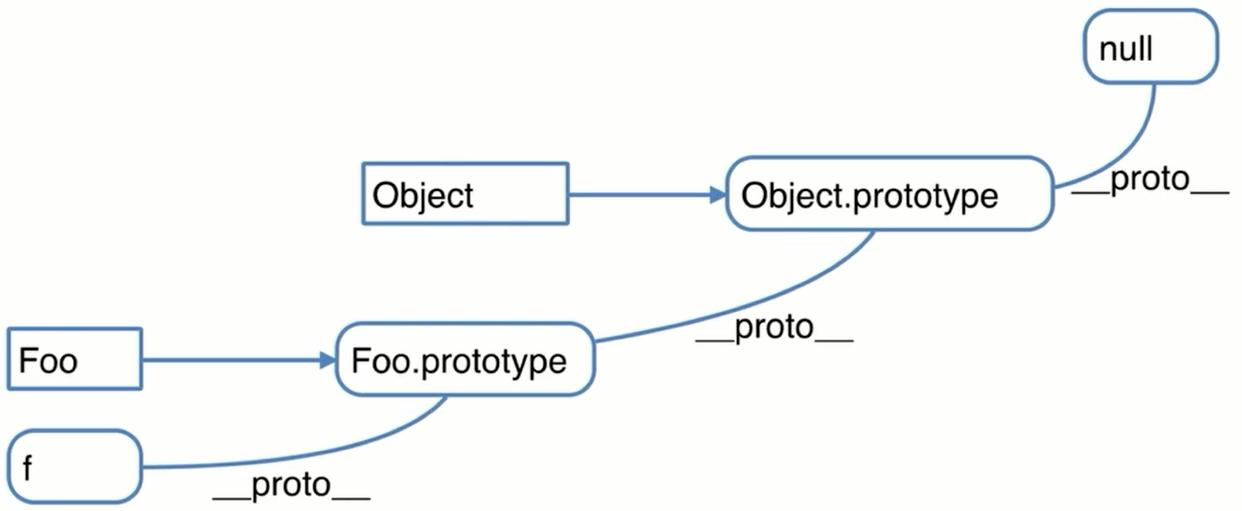 null
Object
Object.prototype
__proto__
__proto__
Foo
Foo.prototype
f
__proto__